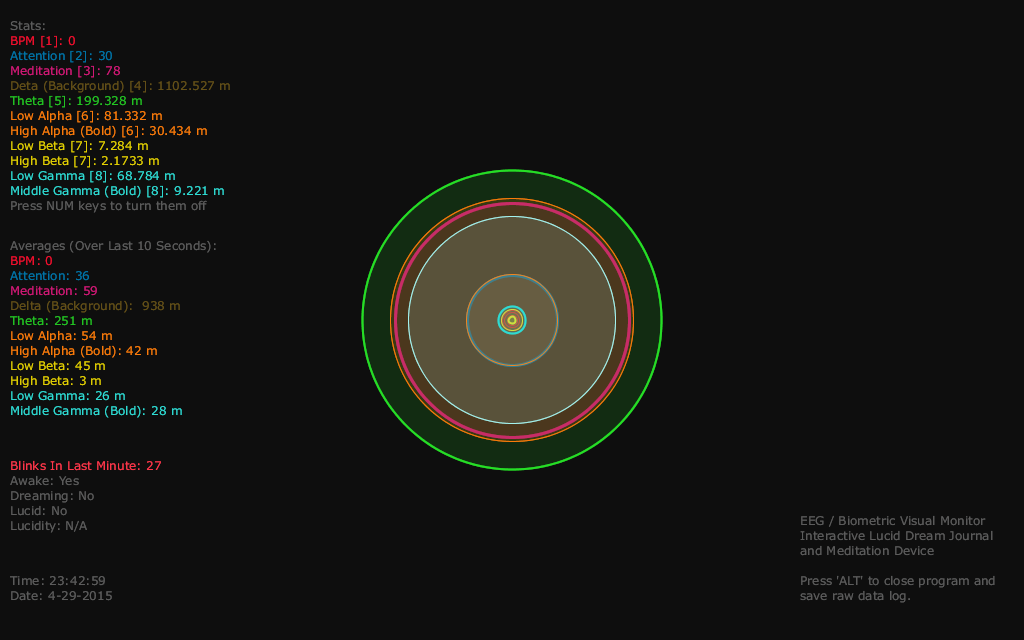 Stats:
BPM [1]: 0
Attention [2]: 30
Meditation [3]: 78
Deta (Background) [4]: 1102.527 m
Theta [5]: 199.328 m
Low Alpha [6]: 81.332 m
High Alpha (Bold) [6]: 30.434 m
Low Beta [7]: 7.284 m
High Beta [7]: 2.1733 m
Low Gamma [8]: 68.784 m
Middle Gamma (Bold) [8]: 9.221 m
Press NUM keys to turn them off
Averages (Over Last 10 Seconds):
BPM: 0
Attention: 36
Meditation: 59
Delta (Background):  938 m
Theta: 251 m
Low Alpha: 54 m
High Alpha (Bold): 42 m
Low Beta: 45 m
High Beta: 3 m
Low Gamma: 26 m
Middle Gamma (Bold): 28 m
Blinks In Last Minute: 27
Awake: Yes
Dreaming: No
Lucid: No
Lucidity: N/A
Time: 23:42:59
Date: 4-29-2015
EEG / Biometric Visual Monitor
Interactive Lucid Dream Journal
and Meditation Device
Press 'ALT' to close program and
save raw data log.